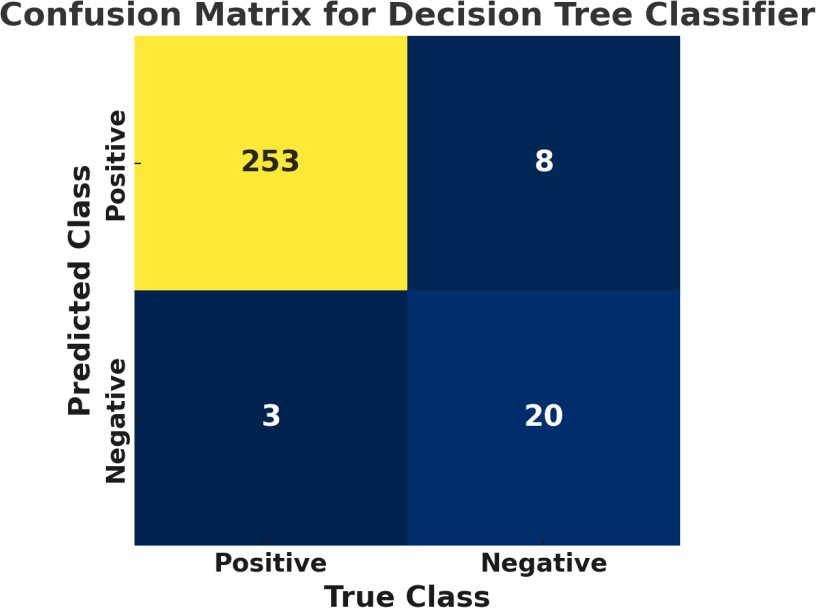 Confusion Matrix for Decision Tree Classifier
Predicted Class
Positive
253
8
Negative
3
20
Positive
Negative
True Class